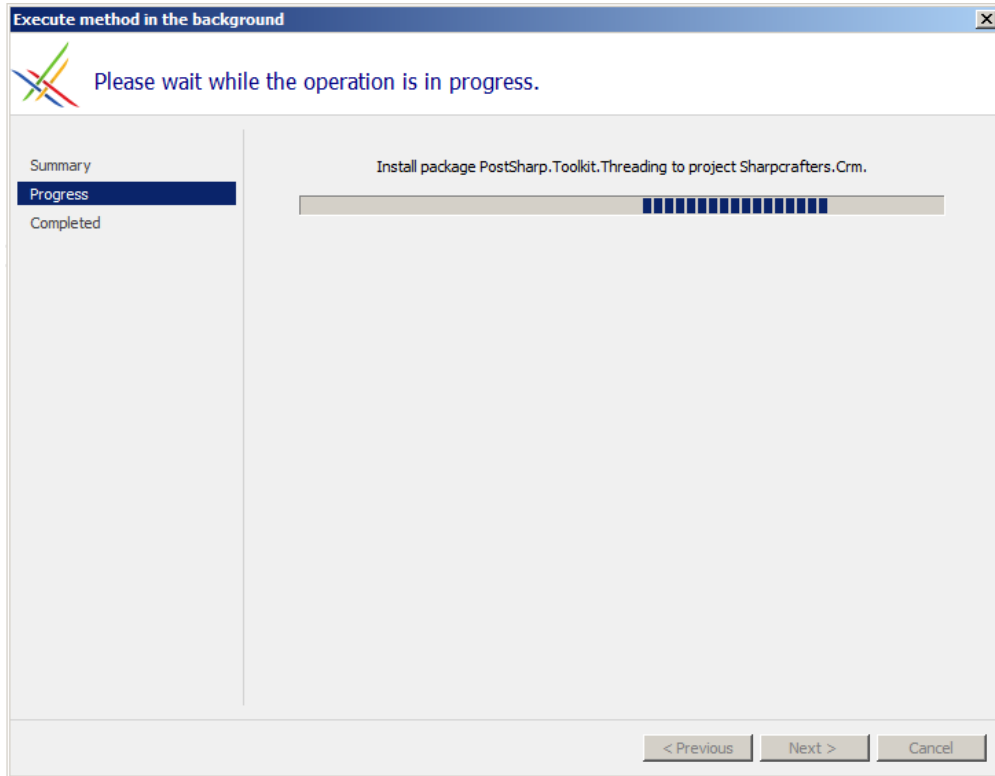 Execute method in the background
Please wait while the operation is in progress.
Summary
Progress
Completed
Install package PostSharp.Toolkit.Threading to project Sharpcrafters.Crm.
< Previous
Next >
Cancel